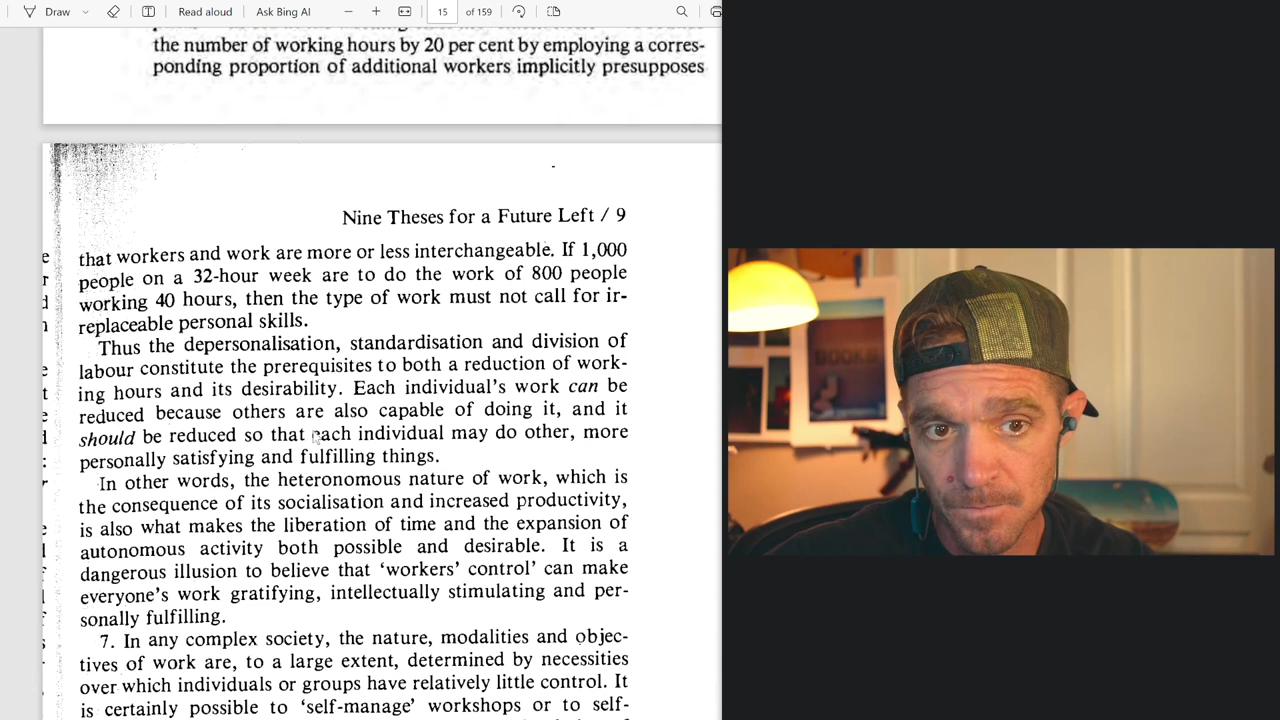 Draw
Read aloud
Ask Bing AI
15
of 159
the number of working hours by 20 per cent by employing a corres-
ponding proportion of additional workers implicitly presupposes
Nine Theses for a Future Left / 9
that workers and work are more or less interchangeable. If 1,000
people on a 32-hour week are to do the work of 800 people
working 40 hours, then the type of work must not call for ir-
replaceable personal skills.
Thus the depersonalisation, standardisation and division of
labour constitute the prerequisites to both a reduction of work-
ing hours and its desirability. Each individual's work can be
reduced because others are also capable of doing it, and it
should be reduced so that each individual may do other, more
personally satisfying and fulfilling things.
In other words, the heteronomous nature of work, which is
the consequence of its socialisation and increased productivity,
is also what makes the liberation of time and the expansion of
autonomous activity both possible and desirable. It is a
dangerous illusion to believe that ‘workers’ control’ can make
everyone's work gratifying, intellectually stimulating and per-
sonally fulfilling.
7. In any complex society, the nature, modalities and objec-
tives of work are, to a large extent, determined by necessities
over which individuals or groups have relatively little control. It
is certainly possible to ‘self-manage’ workshops or to self-
BOOKS